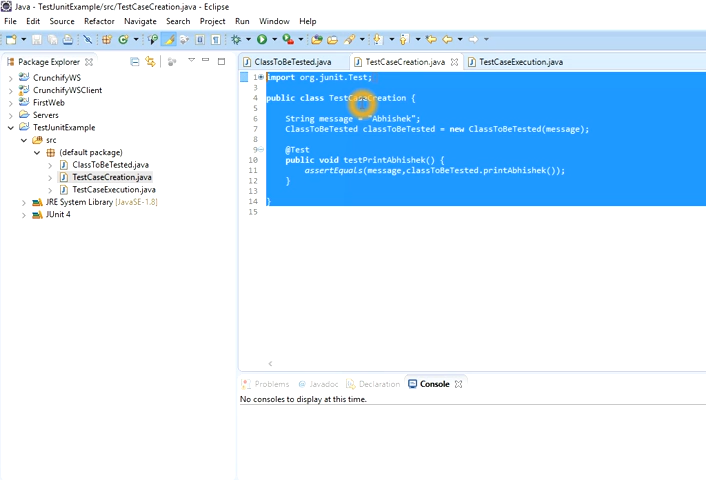 Java - TestJunitExample/src/TestCaseCreation.java - Eclipse
File Edit Source Refactor Navigate Search Project Run Window Help
Package Explorer
CrunchifyWS
CrunchifyWSClient
FirstWeb
Servers
TestJunitExample
src
(default package)
ClassToBeTested.java
TestCaseCreation.java
TestCaseExecution.java
JRE System Library [JavaSE-1.8]
JUnit 4
ClassToBeTested.java TestCaseCreation.java TestCaseExecution.java
1 import org.junit.Test;
3
4 public class TestCaseCreation {
5
6 String message = "Abhishek";
7 ClassToBeTested classToBeTested = new ClassToBeTested(message);
8
9 @Test
10 public void testPrintAbhishek() {
11 assertEquals(message,classToBeTested.printAbhishek());
12 }
13
14 }
15
Problems Javadoc Declaration Console
No consoles to display at this time.